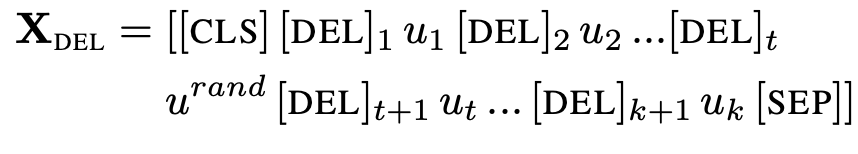 X_DEL = [[CLS] [DEL]_1 u_1 [DEL]_2 u_2 ...[DEL]_t
u^rand [DEL]_{t+1} u_t ... [DEL]_{k+1} u_k [SEP]]